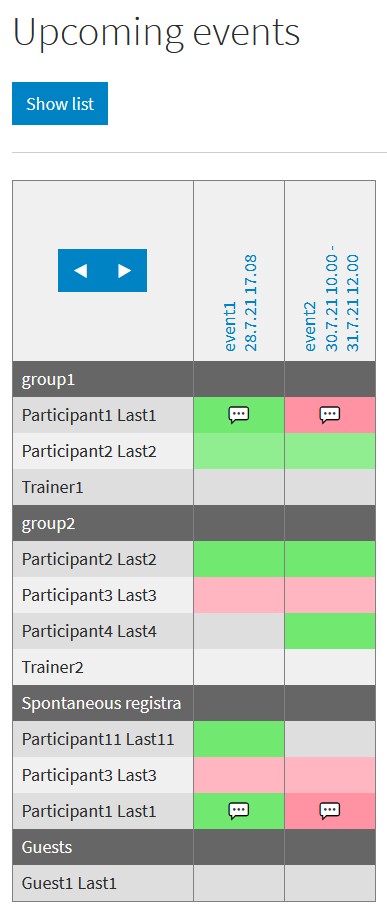 Upcoming events
Show list
event1
28.7.21 17.08
event2
30.7.21 10.00 -
31.7.21 12.00
group1
Participant1 Last1
Participant2 Last2
Trainer1
group2
Participant2 Last2
Participant3 Last3
Participant4 Last4
Trainer2
Spontaneous registra
Participant11 Last11
Participant3 Last3
Participant1 Last1
Guests
Guest1 Last1